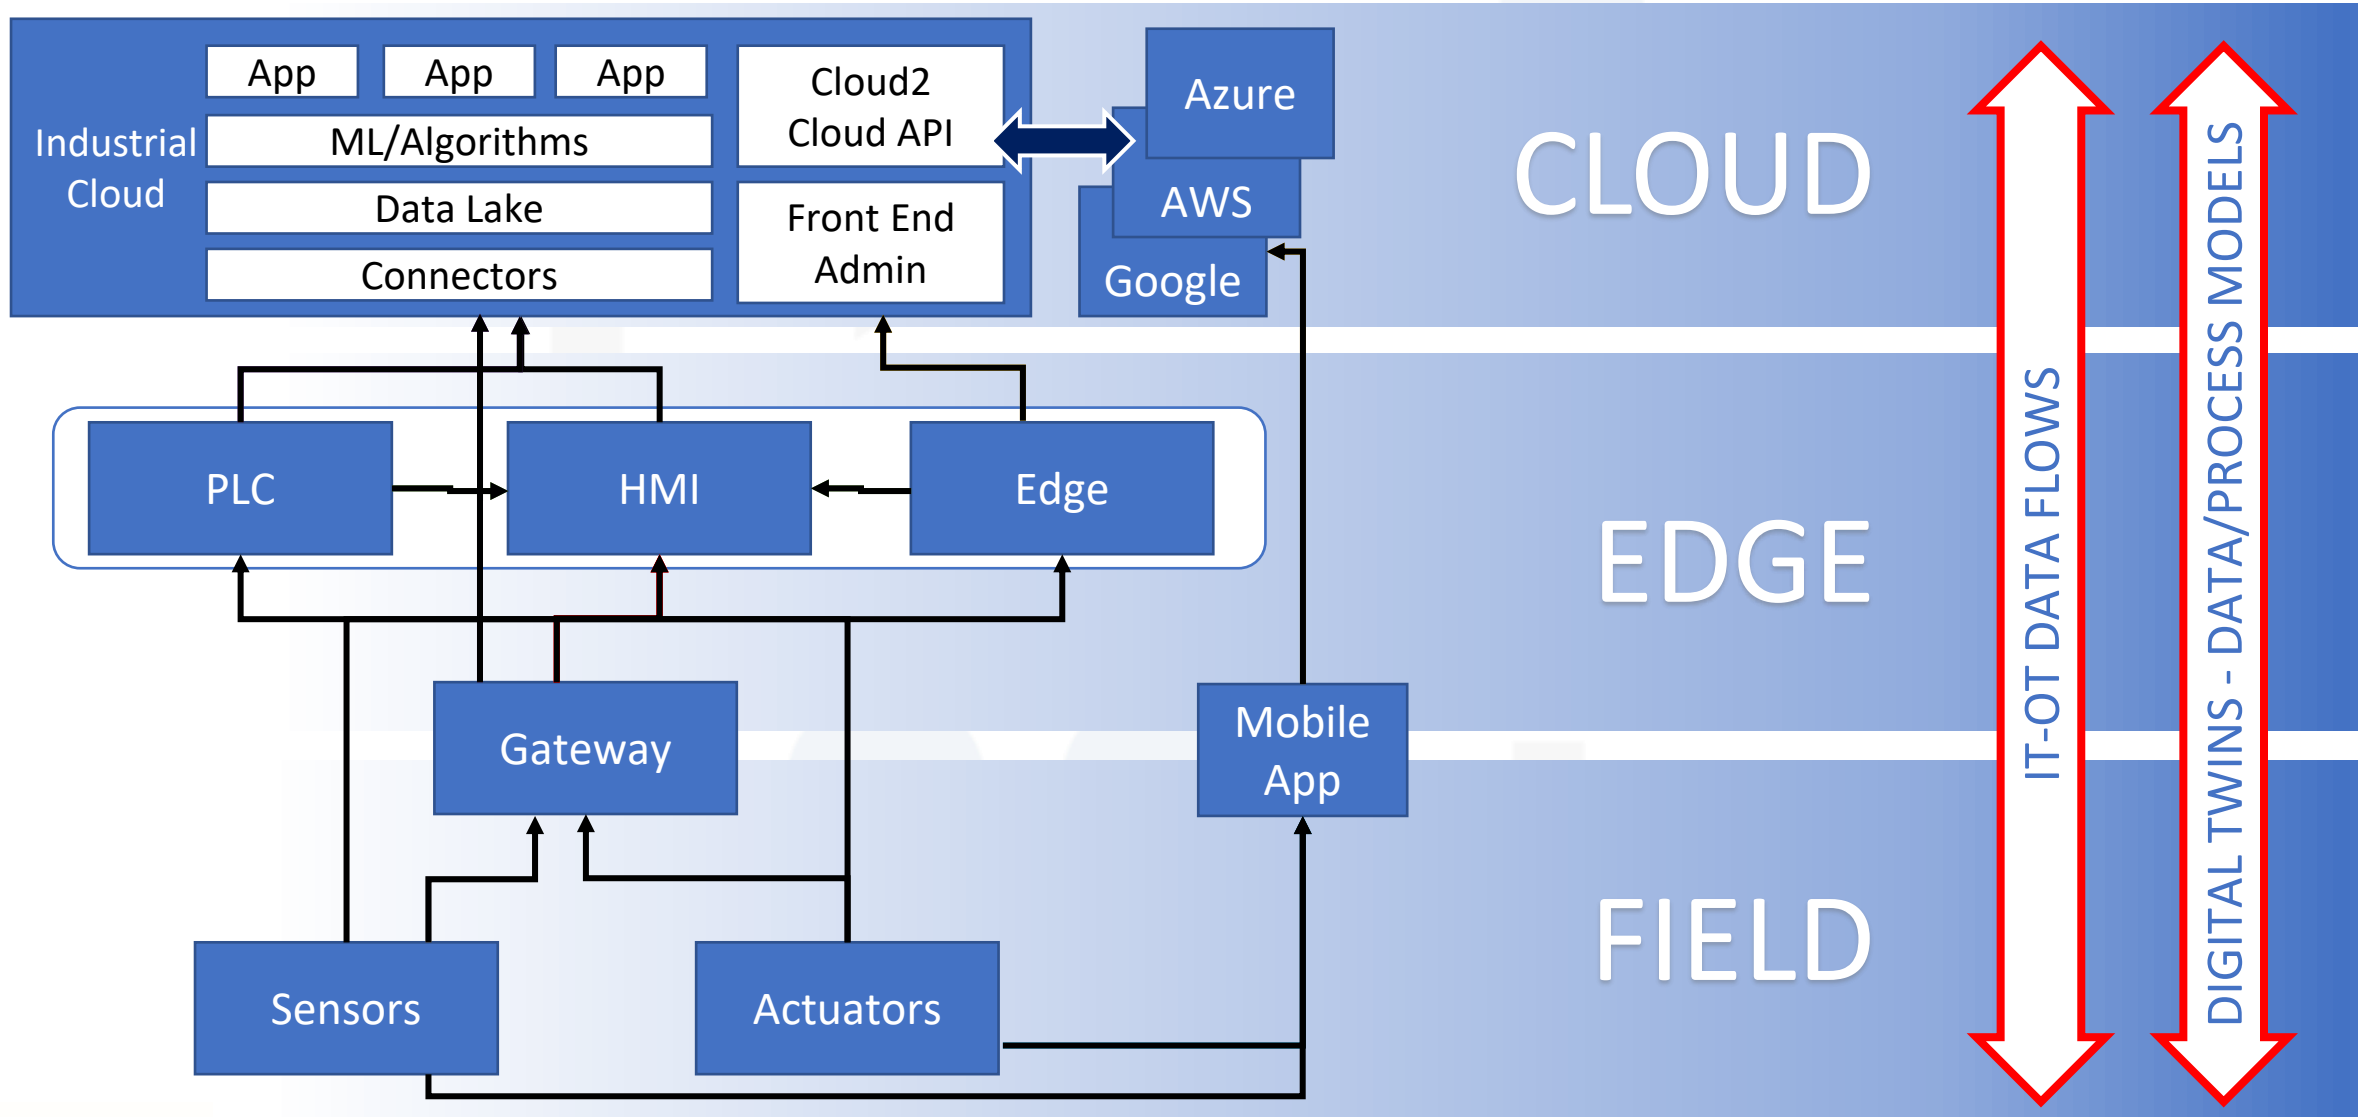 App
App
App
Cloud2
Cloud API
Industrial
Cloud
ML/Algorithms
Data Lake
Connectors
Front End
Admin
Azure
AWS
Google
CLOUD
PLC
HMI
Edge
EDGE
Gateway
Mobile
App
FIELD
Sensors
Actuators
IT-OT DATA FLOWS
DIGITAL TWINS - DATA/PROCESS MODELS